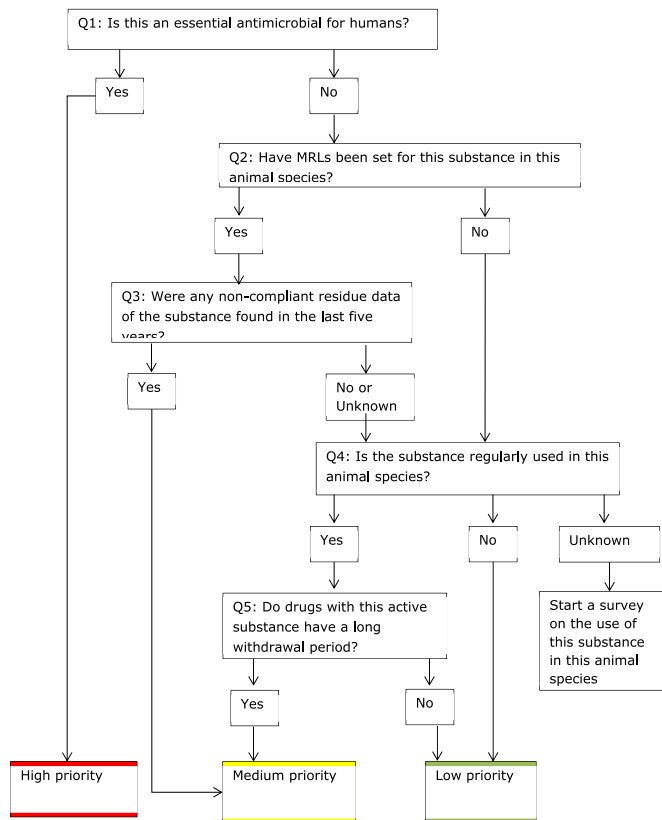 Q1: Is this an essential antimicrobial for humans?
Yes
No
Q2: Have MRLs been set for this substance in this
animal species?
Yes
No
Q3: Were any non-compliant residue data
of the substance found in the last five
years?
Yes
No or
Unknown
Q4: Is the substance regularly used in this
animal species?
Yes
No
Unknown
Q5: Do drugs with this active
substance have a long
withdrawal period?
Start a survey
on the use of
this substance
in this animal
species
Yes
No
High priority
Medium priority
Low priority